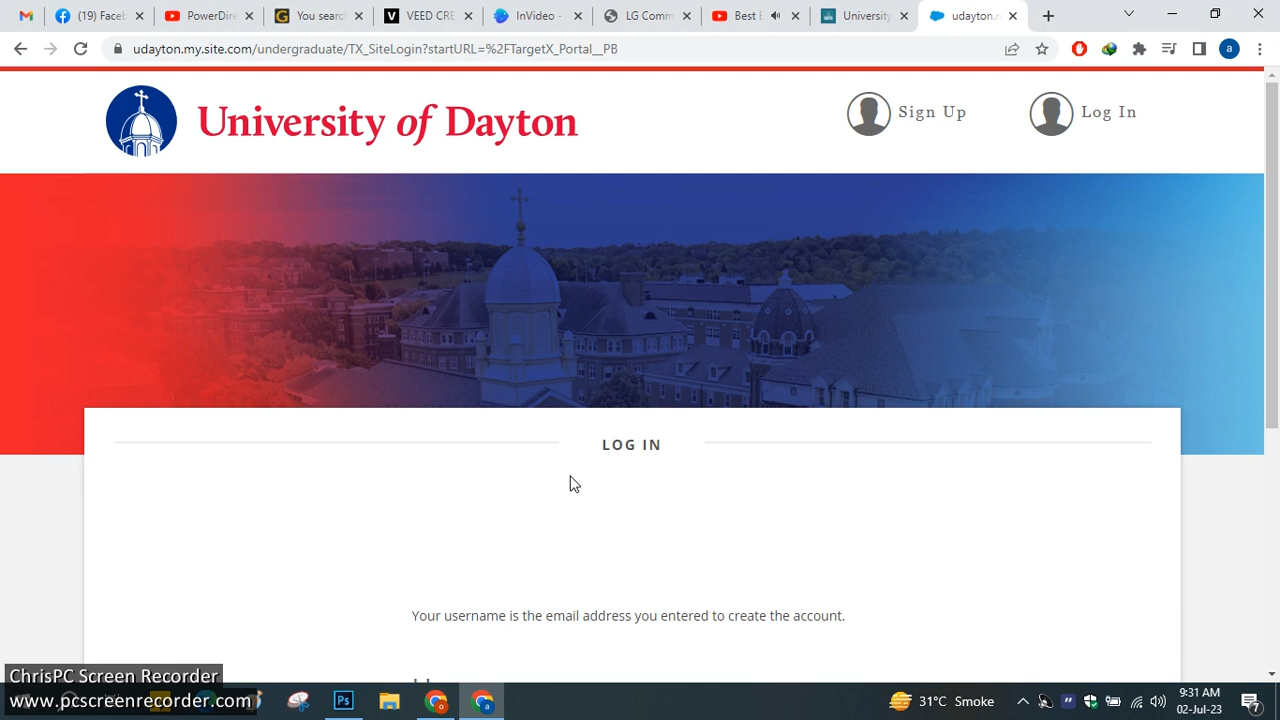 (19) Faceb
PowerDire
You searc
VEED CRE
InVideo -
LG Comm
Best U
University
udayton.m
udayton.my.site.com/undergraduate/TX_SiteLogin?startURL=%2FTargetX_Portal__PB
a
University of Dayton
Sign Up
Log In
LOG IN
Your username is the email address you entered to create the account.
ChrisPC Screen Recorder
www.pcscreenrecorder.com
Ps
31°C Smoke
9:31 AM
02-Jul-23
7